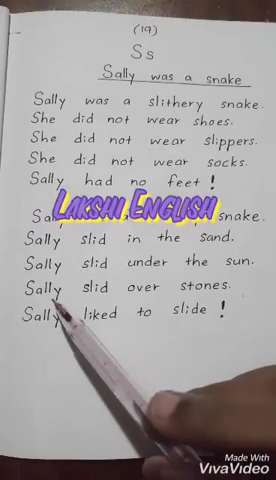 (19)
Ss
Sally was a snake
Sally was a slithery snake.
She did not wear shoes.
She did not wear slippers.
She did not wear socks.
Sally had no feet !
LAKSHI ENGLISH
snake.
Sally slid in the sand.
Sally slid under the sun.
Sally slid over stones.
Sally liked to slide !
Made With
VivaVideo